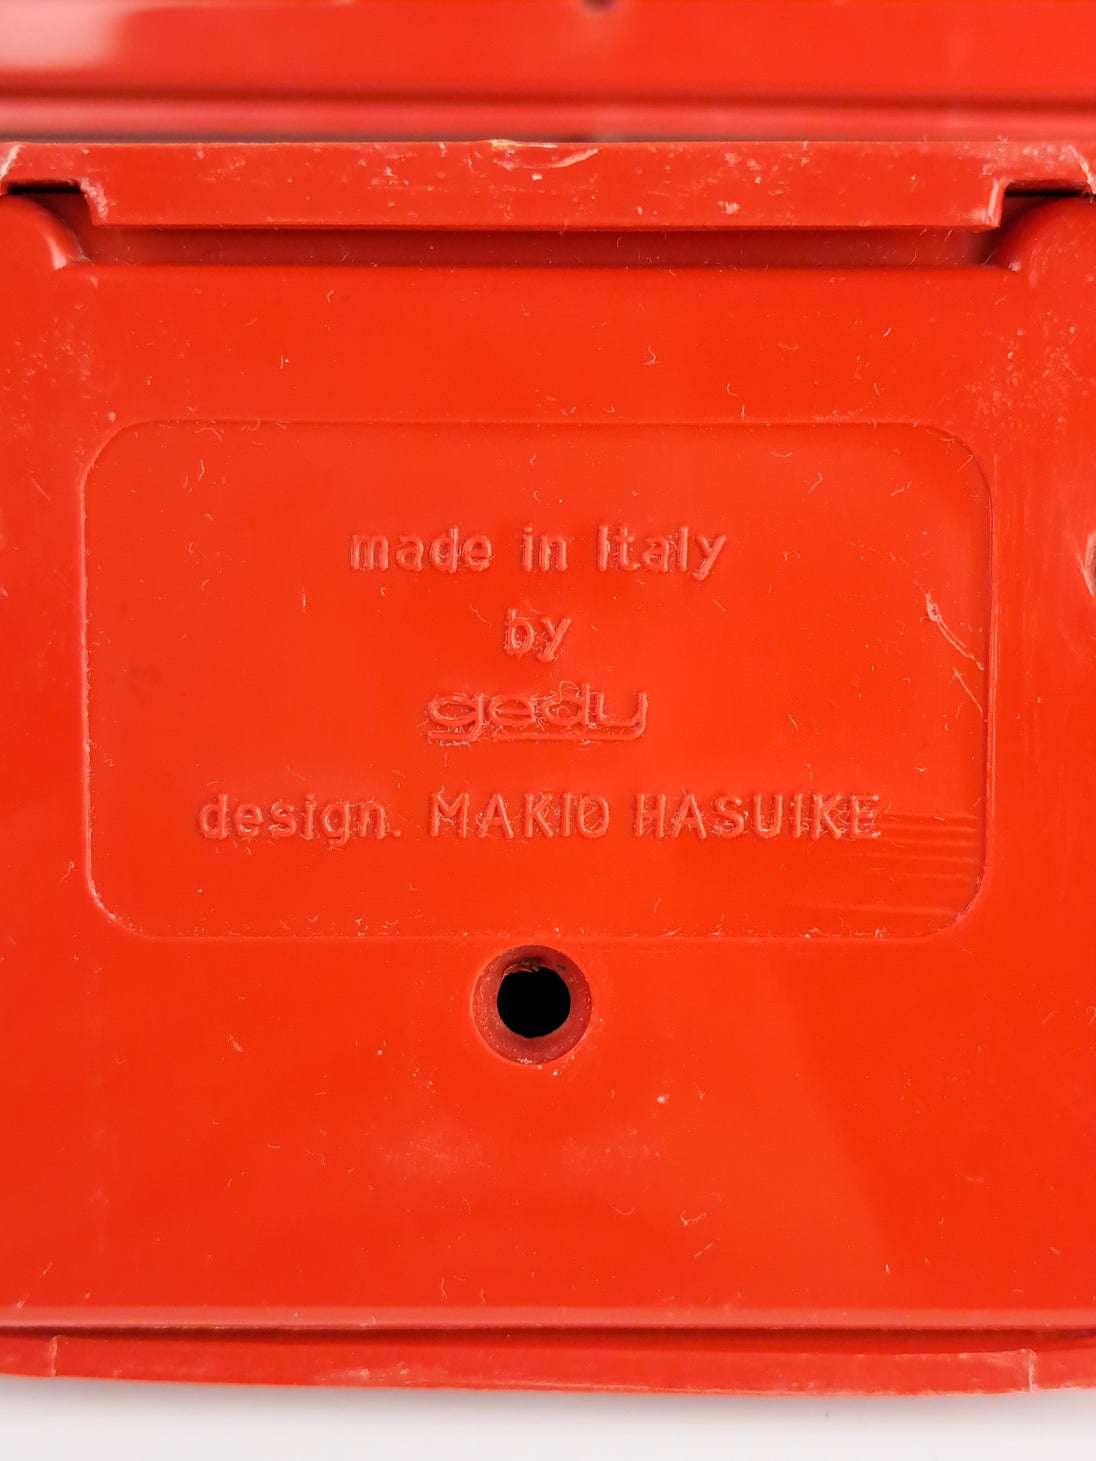 made in Italy
by
gedy
design. MAKIO HASUIKE